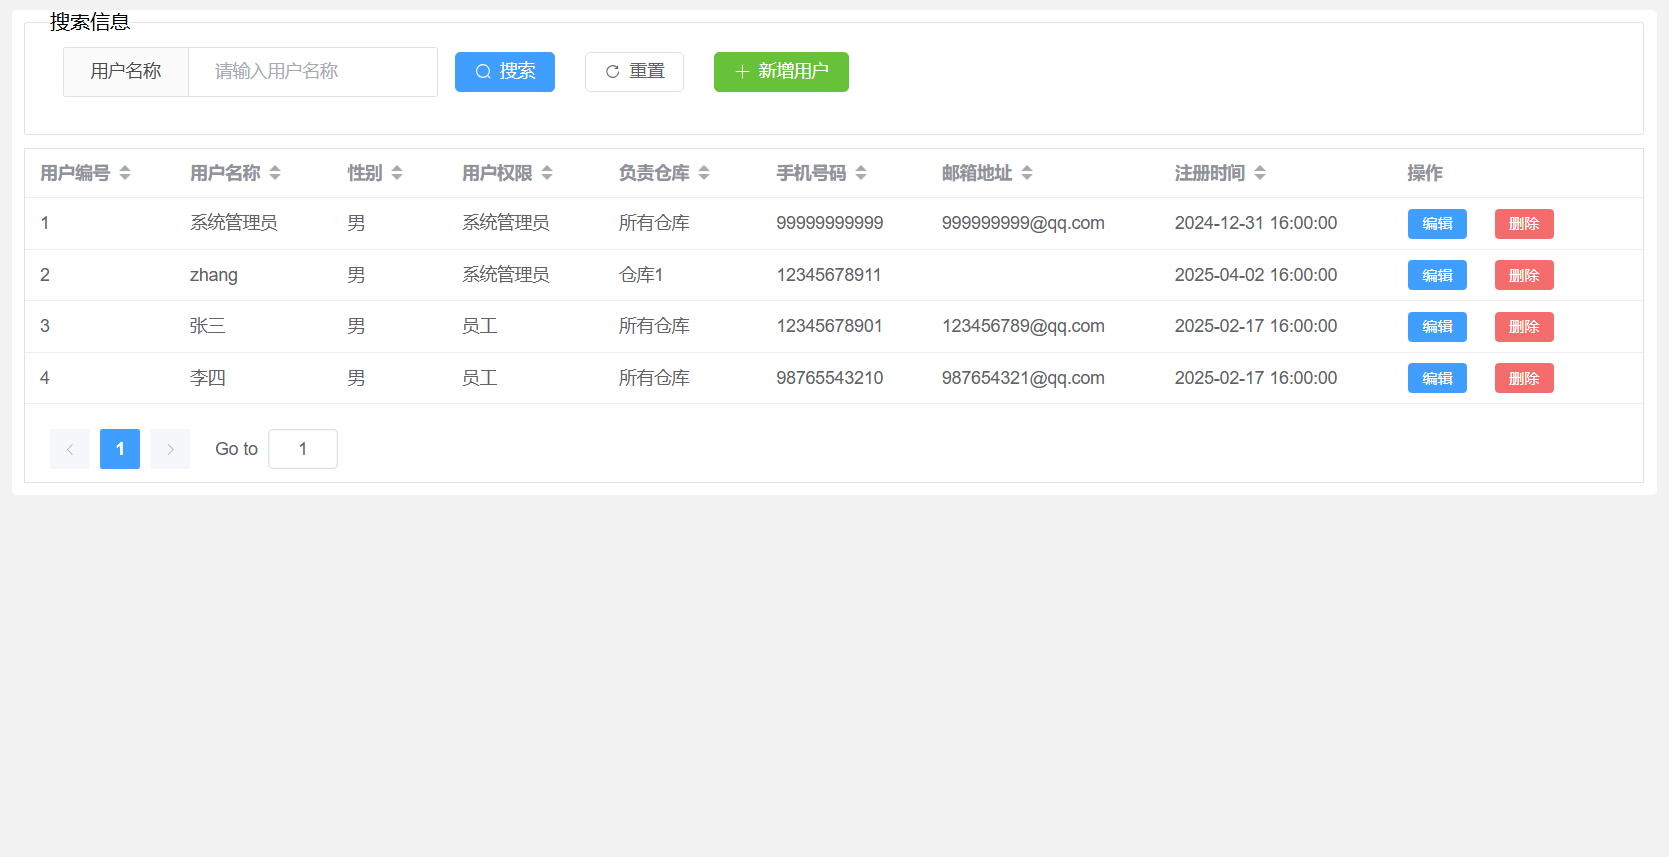 搜索信息
用户名称 请输入用户名称 搜索 重置 新增用户
用户编号 用户名称 性别 用户权限 负责仓库 手机号码 邮箱地址 注册时间 操作
1 系统管理员 男 系统管理员 所有仓库 99999999999 999999999@qq.com 2024-12-31 16:00:00 编辑 删除
2 zhang 男 系统管理员 仓库1 12345678911 2025-04-02 16:00:00 编辑 删除
3 张三 男 员工 所有仓库 12345678901 123456789@qq.com 2025-02-17 16:00:00 编辑 删除
4 李四 男 员工 所有仓库 98765543210 987654321@qq.com 2025-02-17 16:00:00 编辑 删除
1 Go to 1